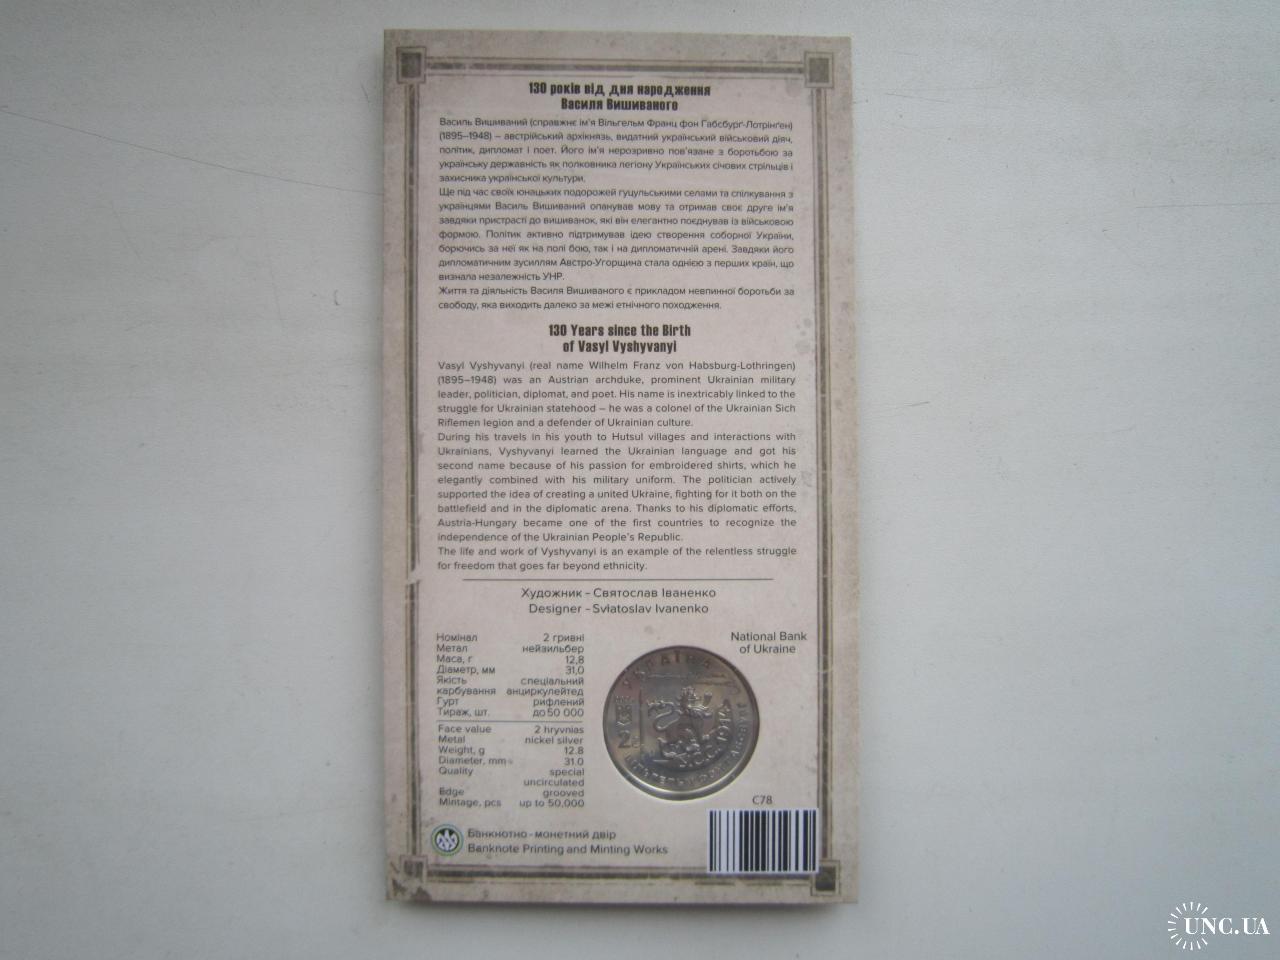 130 років від дня народження
Василя Вишиваного
Василь Вишиваний (справжнє ім'я Вільгельм Франц фон Габсбурґ-Лотрінґен)
(1895–1948) – австрійський архікнязь, видатний український військовий діяч,
політик, дипломат і поет. Його ім'я нерозривно пов'язане з боротьбою за
українську державність як полковника легіону Українських січових стрільців і
захисника української культури.
Ще під час своїх юнацьких подорожей гуцульськими селами та спілкування з
українцями Василь Вишиваний опанував мову та отримав своє друге ім'я
завдяки пристрасті до вишиванок, які він елегантно поєднував із військовою
формою. Політик активно підтримував ідею створення соборної України,
борючись за неї як на полі бою, так і на дипломатичній арені. Завдяки його
дипломатичним зусиллям Австро-Угорщина стала однією з перших країн, що
визнала незалежність УНР.
Життя та діяльність Василя Вишиваного є прикладом невпинної боротьби за
свободу, яка виходить далеко за межі етнічного походження.
130 Years since the Birth
of Vasyl Vyshyvanyi
Vasyl Vyshyvanyi (real name Wilhelm Franz von Habsburg-Lothringen)
(1895–1948) was an Austrian archduke, prominent Ukrainian military
leader, politician, diplomat, and poet. His name is inextricably linked to the
struggle for Ukrainian statehood – he was a colonel of the Ukrainian Sich
Riflemen legion and a defender of Ukrainian culture.
During his travels in his youth to Hutsul villages and interactions with
Ukrainians, Vyshyvanyi learned the Ukrainian language and got his
second name because of his passion for embroidered shirts, which he
elegantly combined with his military uniform. The politician actively
supported the idea of creating a united Ukraine, fighting for it both on the
battlefield and in the diplomatic arena. Thanks to his diplomatic efforts,
Austria-Hungary became one of the first countries to recognize the
independence of the Ukrainian People's Republic.
The life and work of Vyshyvanyi is an example of the relentless struggle
for freedom that goes far beyond ethnicity.
Художник – Святослав Іваненко
Designer – Sviatoslav Ivanenko
Номінал 2 гривні
Метал нейзильбер
Маса, г 12,8
Діаметр, мм 31,0
Якість спеціальний
карбування анциркулейтед
Гурт рифлений
Тираж, шт. до 50 000
Face value 2 hryvnias
Metal nickel silver
Weight, g 12.8
Diameter, mm 31.0
Quality special
uncirculated
Edge grooved
Mintage, pcs up to 50,000
National Bank
of Ukraine
УКРАЇНА
2
У.С.С. 1914
C78
Банкнотно-монетний двір
Banknote Printing and Minting Works
UNC.UA